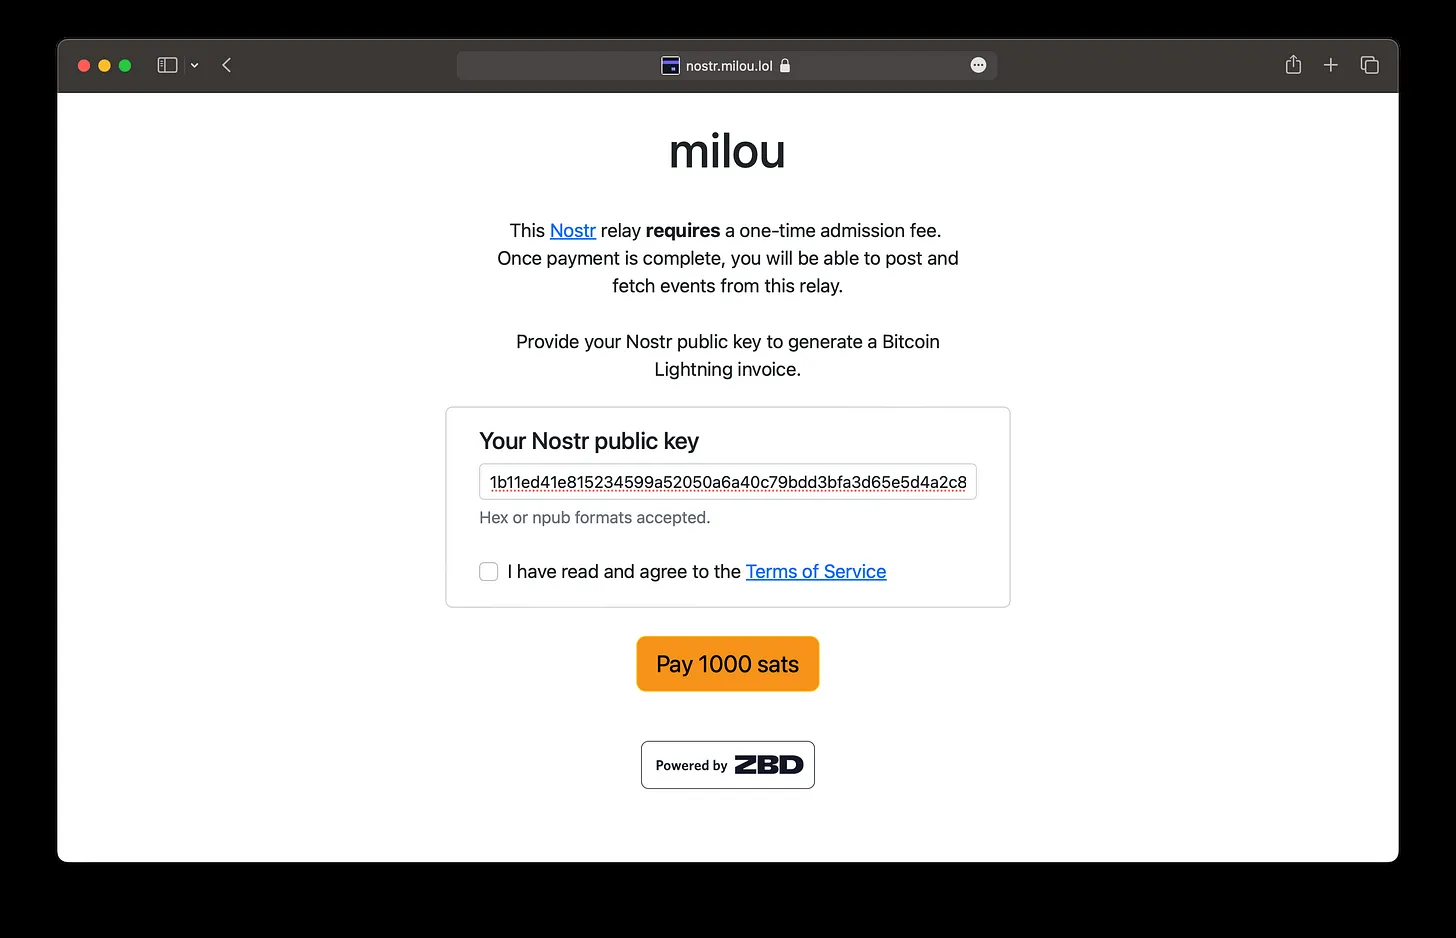 nostr.milou.lol
milou
This Nostr relay requires a one-time admission fee.
Once payment is complete, you will be able to post and
fetch events from this relay.
Provide your Nostr public key to generate a Bitcoin
Lightning invoice.
Your Nostr public key
1b11ed41e815234599a52050a6a40c79bdd3bfa3d65e5d4a2c8
Hex or npub formats accepted.
I have read and agree to the Terms of Service
Pay 1000 sats
Powered by ZBD